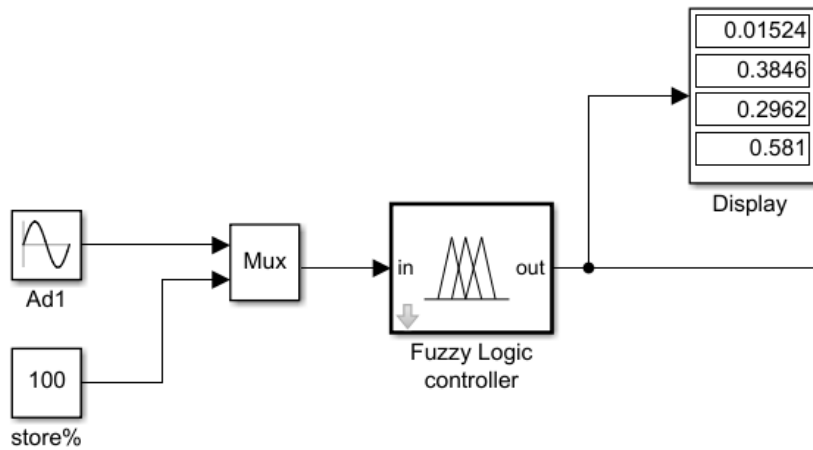 0.01524
0.3846
0.2962
0.581
Display
Ad1
Mux
in
out
Fuzzy Logic
controller
100
store%